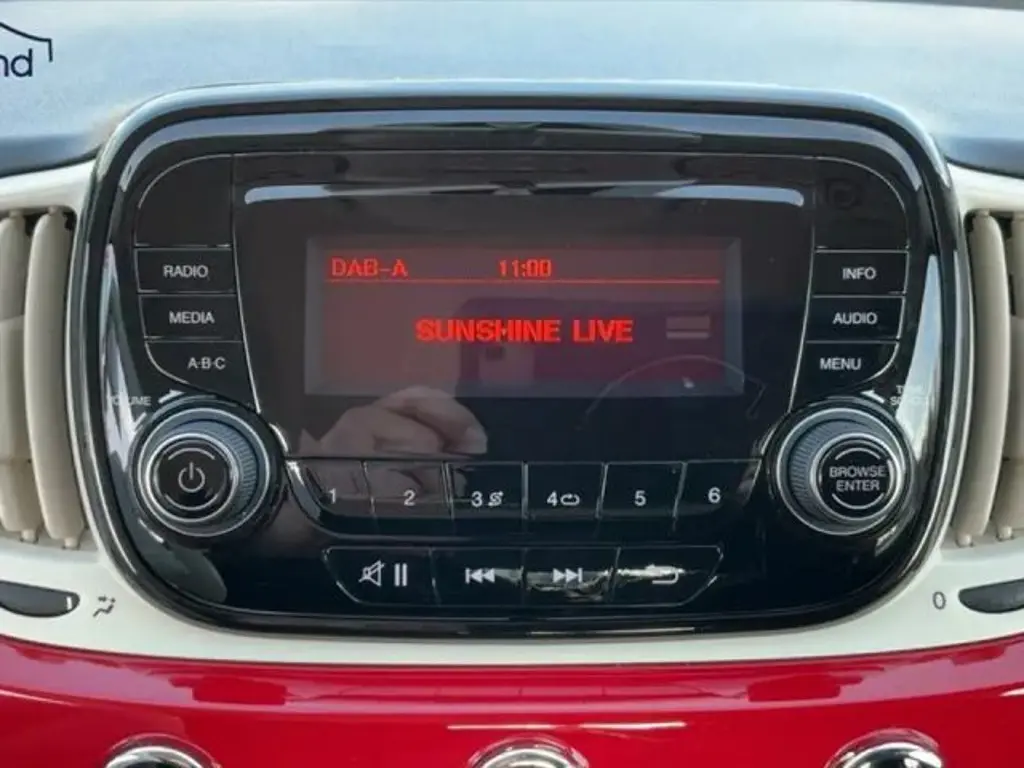 nd
DAB-A 11:00
SUNSHINE LIVE
RADIO
MEDIA
A·B·C
VOLUME
INFO
AUDIO
MENU
BROWSE
ENTER
1 2 3 4 5 6
0